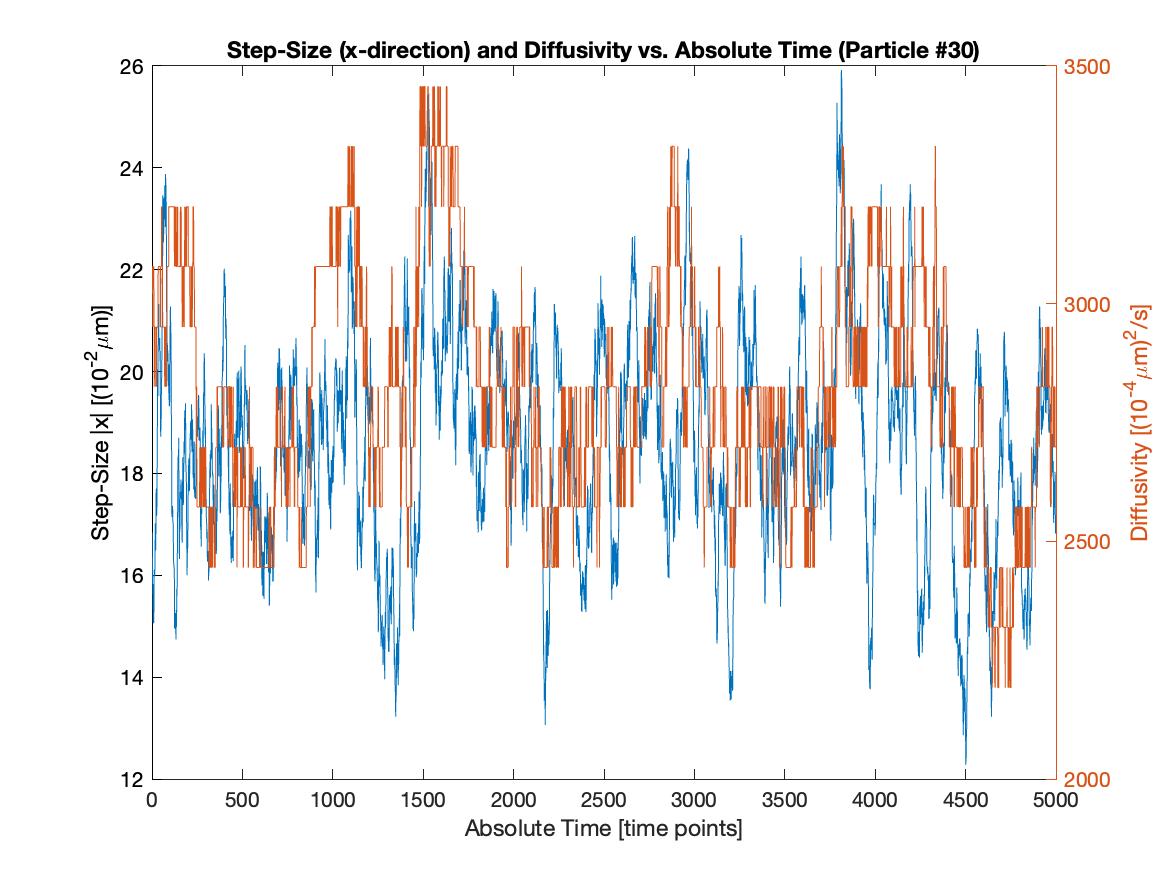 Step-Size (x-direction) and Diffusivity vs. Absolute Time (Particle #30)
26
24
22
20
18
16
14
12
Step-Size |x| [(10⁻² μm)]
3500
3000
2500
2000
Diffusivity [(10⁻⁴ μm)²/s]
0 500 1000 1500 2000 2500 3000 3500 4000 4500 5000
Absolute Time [time points]